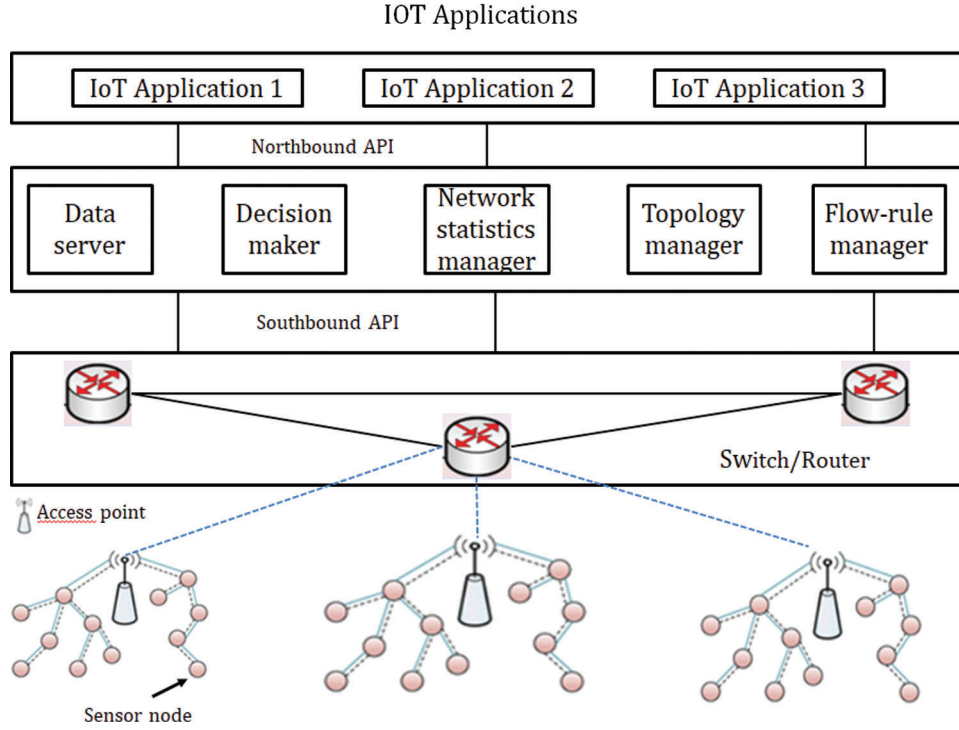 IOT Applications
IoT Application 1
IoT Application 2
IoT Application 3
Northbound API
Data
server
Decision
maker
Network
statistics
manager
Topology
manager
Flow-rule
manager
Southbound API
Switch/Router
Access point
Sensor node